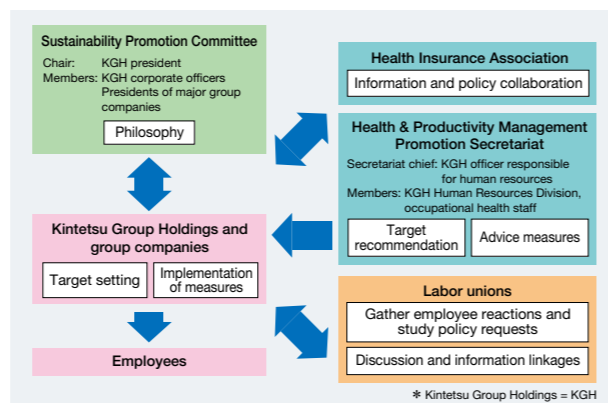 Sustainability Promotion Committee
Chair: KGH president
Members: KGH corporate officers
Presidents of major group
companies
Philosophy
Health Insurance Association
Information and policy collaboration
Health & Productivity Management
Promotion Secretariat
Secretariat chief: KGH officer responsible
for human resources
Members: KGH Human Resources Division,
occupational health staff
Target
recommendation
Advice measures
Kintetsu Group Holdings and
group companies
Target setting
Implementation
of measures
Labor unions
Gather employee reactions and
study policy requests
Discussion and information linkages
Employees
* Kintetsu Group Holdings = KGH